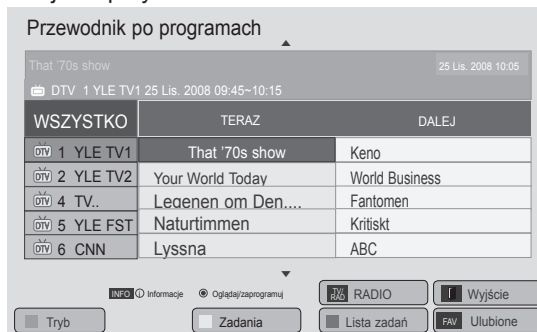 Przewodnik po programach
That '70s show 25 Lis. 2008 10:05
DTV 1 YLE TV1 25 Lis. 2008 09:45~10:15
WSZYSTKO TERAZ DALEJ
DTV 1 YLE TV1 That '70s show Keno
DTV 2 YLE TV2 Your World Today World Business
DTV 4 TV.. Legenen om Den.... Fantomen
DTV 5 YLE FST Naturtimmen Kritiskt
DTV 6 CNN Lyssna ABC
INFO i Informacje Oglądaj/zaprogramuj TV/RAD RADIO Wyjście
Tryb Zadania Lista zadań FAV Ulubione